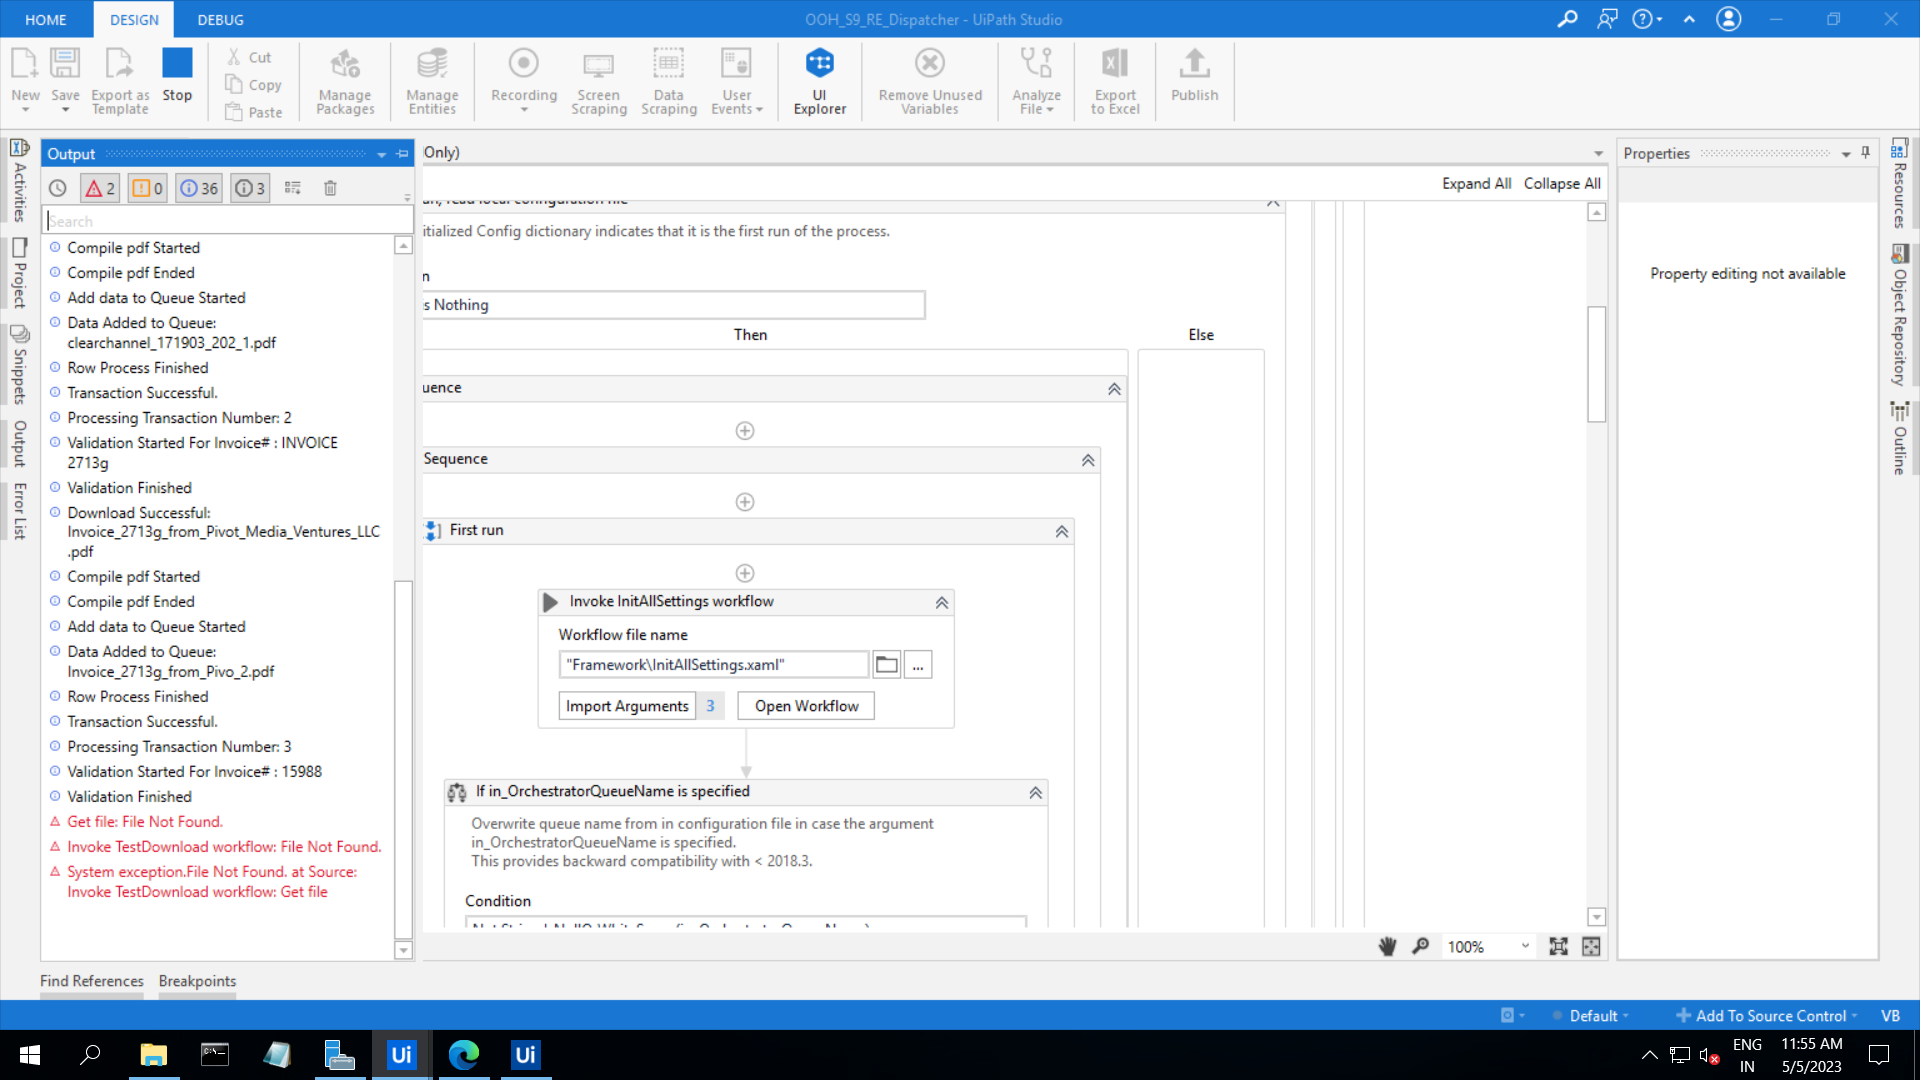 HOME
DESIGN
DEBUG
OOH_S9_RE_Dispatcher - UiPath Studio
New
Save
Export as
Template
Stop
Cut
Copy
Paste
Manage
Packages
Manage
Entities
Recording
Screen
Scraping
Data
Scraping
User
Events
UI
Explorer
Remove Unused
Variables
Analyze
File
Export
to Excel
Publish
Activities
Project
Snippets
Output
Error List
Output
2
0
36
3
Search
Compile pdf Started
Compile pdf Ended
Add data to Queue Started
Data Added to Queue:
clearchannel_171903_202_1.pdf
Row Process Finished
Transaction Successful.
Processing Transaction Number: 2
Validation Started For Invoice# : INVOICE
2713g
Validation Finished
Download Successful:
Invoice_2713g_from_Pivot_Media_Ventures_LLC
.pdf
Compile pdf Started
Compile pdf Ended
Add data to Queue Started
Data Added to Queue:
Invoice_2713g_from_Pivo_2.pdf
Row Process Finished
Transaction Successful.
Processing Transaction Number: 3
Validation Started For Invoice# : 15988
Validation Finished
Get file: File Not Found.
Invoke TestDownload workflow: File Not Found.
System exception.File Not Found. at Source:
Invoke TestDownload workflow: Get file
Find References
Breakpoints
Only)
Expand All
Collapse All
read local configuration file
itialized Config dictionary indicates that it is the first run of the process.
n
s Nothing
Then
Else
uence
Sequence
First run
Invoke InitAllSettings workflow
Workflow file name
"Framework\InitAllSettings.xaml"
...
Import Arguments
3
Open Workflow
If in_OrchestratorQueueName is specified
Overwrite queue name from in configuration file in case the argument
in_OrchestratorQueueName is specified.
This provides backward compatibility with < 2018.3.
Condition
100%
Properties
Property editing not available
Resources
Object Repository
Outline
Default
Add To Source Control
VB
Ui
Ui
ENG
IN
11:55 AM
5/5/2023